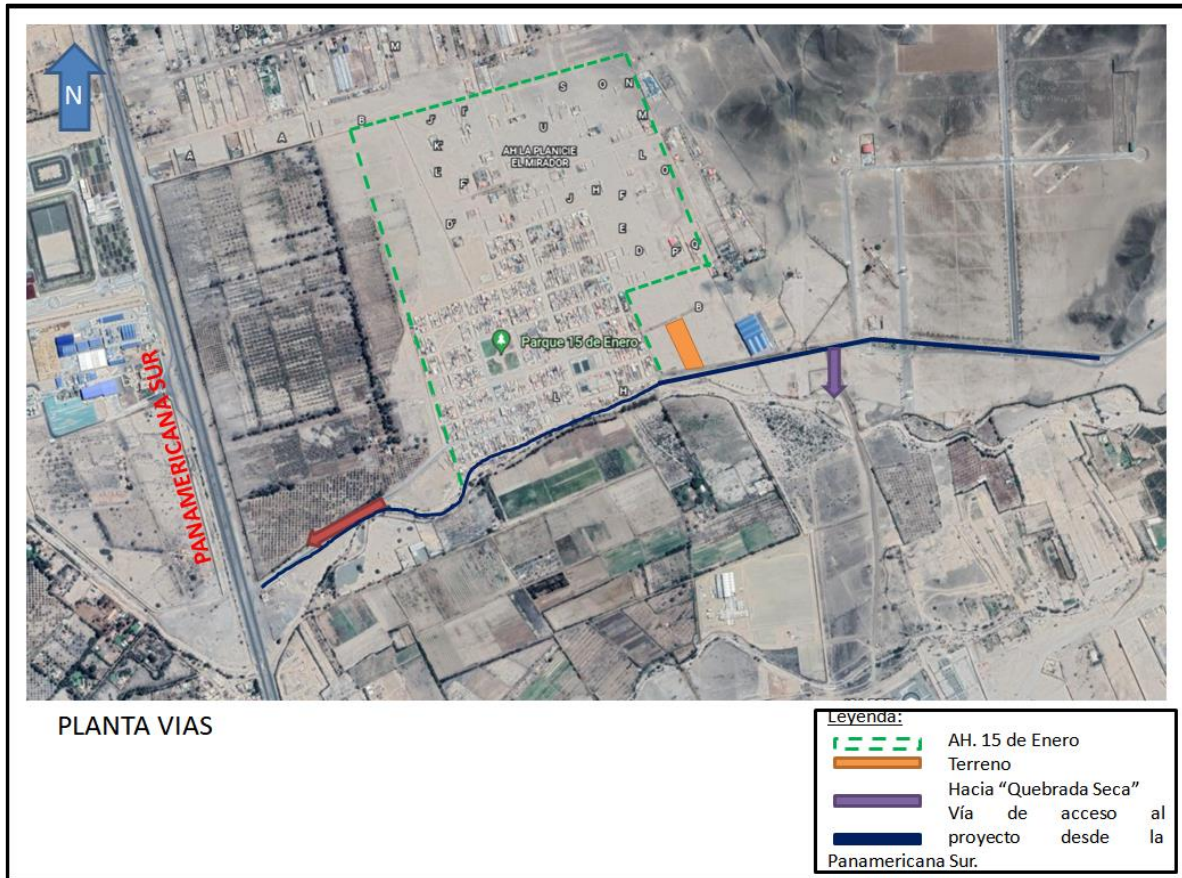 N
P
M
S
O
N
B
J'
I'
M
A
A
U
K'
AH LA PLANICIE
EL MIRADOR
L
L'
O
F'
H
F
J
D'
E
D
P'
Q
I
B
Parque 15 de Enero
L
H
PANAMERICANA SUR
PLANTA VIAS
Leyenda:
AH. 15 de Enero
Terreno
Hacia “Quebrada Seca”
Vía de acceso al
proyecto desde la
Panamericana Sur.